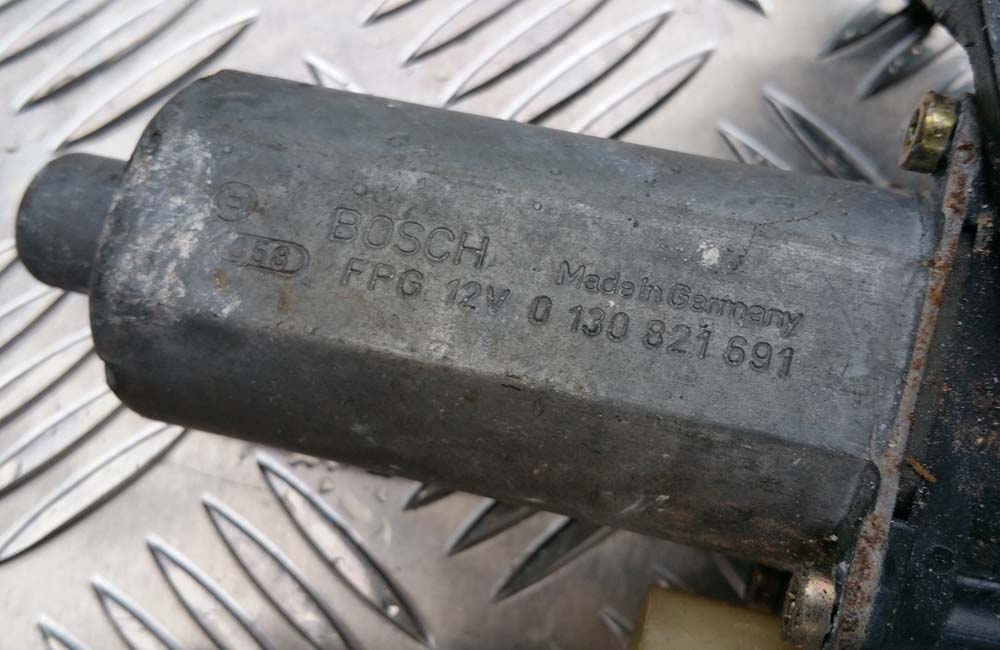 BOSCH
Made in Germany
FPG 12V 0 130 821 691